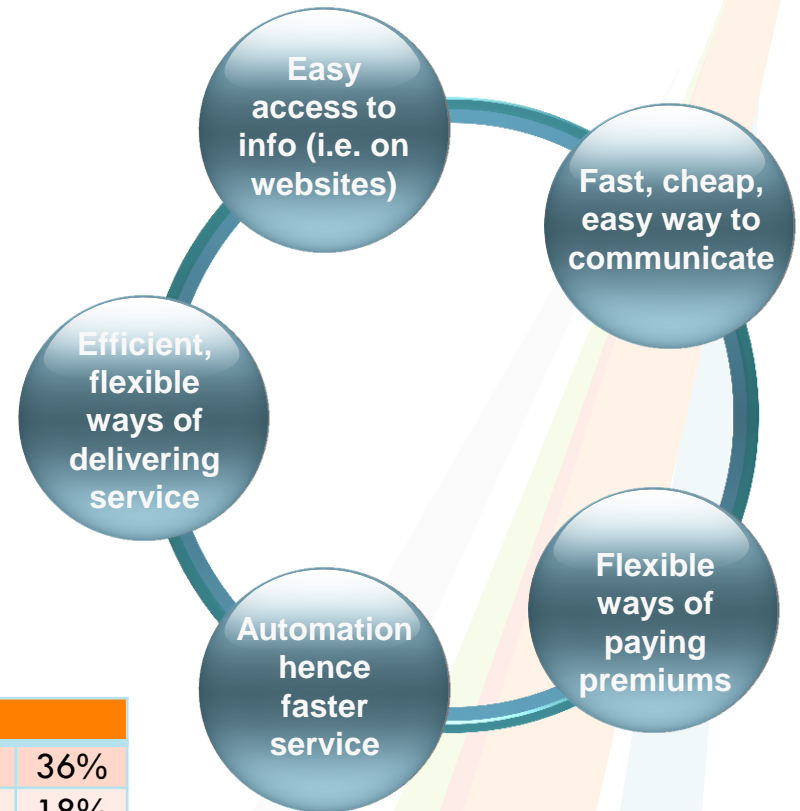 Easy
access to
info (i.e. on
websites)
Fast, cheap,
easy way to
communicate
Efficient,
flexible
ways of
delivering
service
Flexible
ways of
paying
premiums
Automation
hence
faster
service
36%
18%